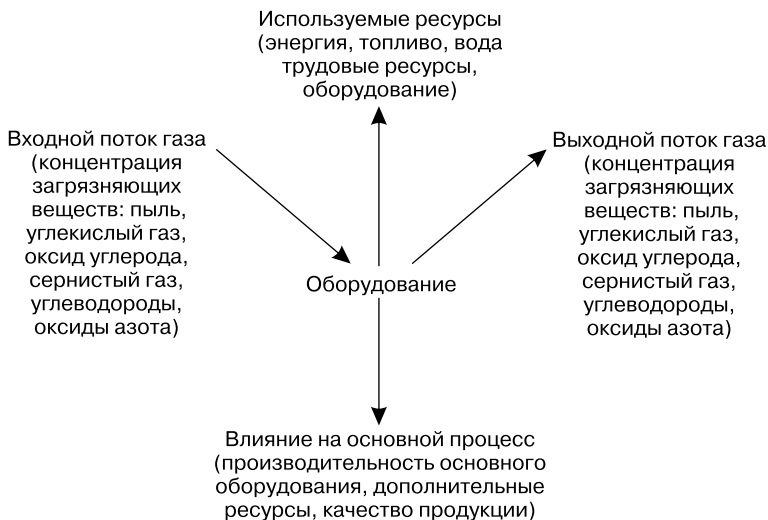 Используемые ресурсы
(энергия, топливо, вода
трудовые ресурсы,
оборудование)
Входной поток газа
(концентрация
загрязняющих
веществ: пыль,
углекислый газ,
оксид углерода,
сернистый газ,
углеводороды,
оксиды азота)
Выходной поток газа
(концентрация
загрязняющих
веществ: пыль,
углекислый газ,
оксид углерода,
сернистый газ,
углеводороды,
оксиды азота)
Оборудование
Влияние на основной процесс
(производительность основного
оборудования, дополнительные
ресурсы, качество продукции)